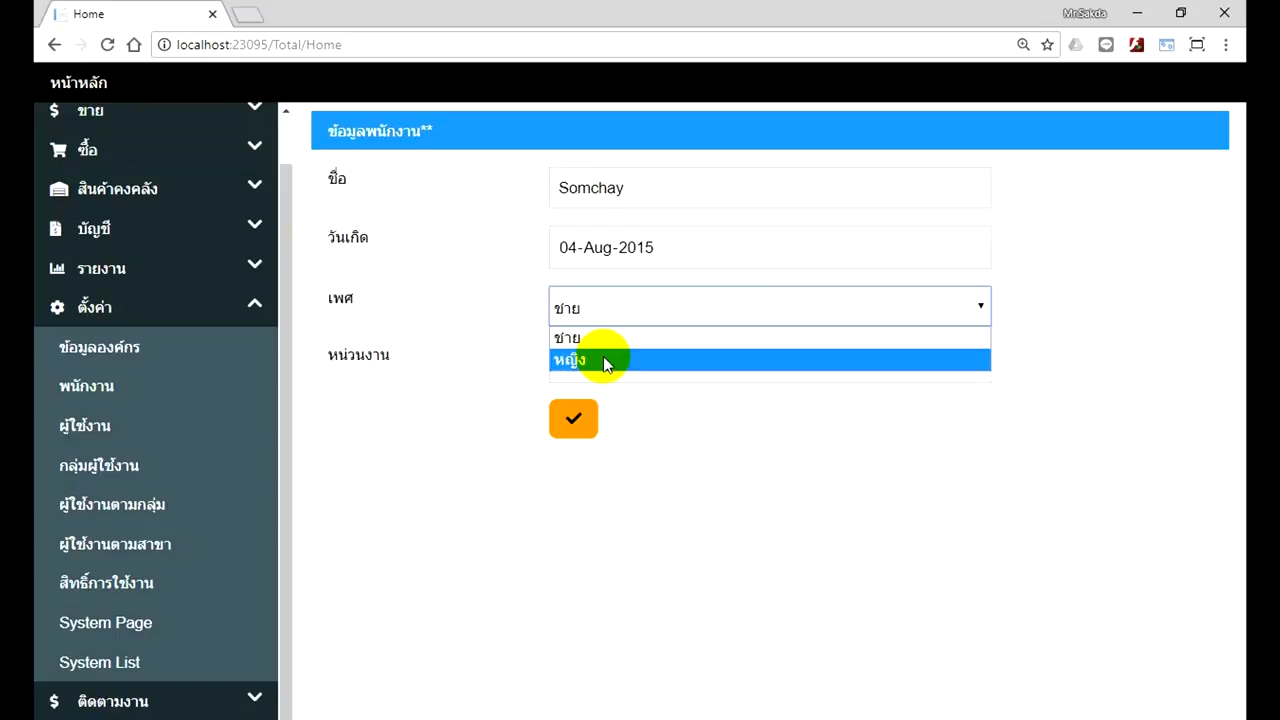 Home
Mr.Sakda
localhost:23095/Total/Home
หน้าหลัก
ขาย
ซื้อ
สินค้าคงคลัง
บัญชี
รายงาน
ตั้งค่า
ข้อมูลองค์กร
พนักงาน
ผู้ใช้งาน
กลุ่มผู้ใช้งาน
ผู้ใช้งานตามกลุ่ม
ผู้ใช้งานตามสาขา
สิทธิ์การใช้งาน
System Page
System List
ติดตามงาน
ข้อมูลพนักงาน**
ชื่อ
Somchay
วันเกิด
04-Aug-2015
เพศ
ช่าย
ช่าย
หญิง
หน่วนงาน